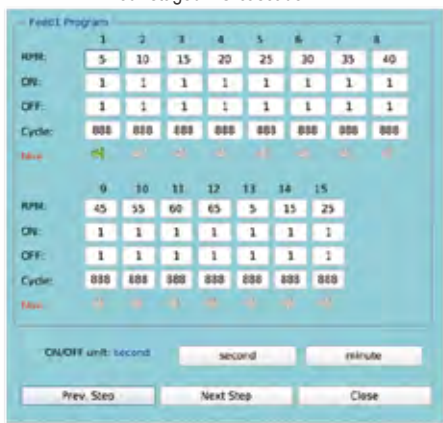 Feed1 Program
1 2 3 4 5 6 7 8
RPM: 5 10 15 20 25 30 35 40
ON: 1 1 1 1 1 1 1 1
OFF: 1 1 1 1 1 1 1 1
Cycle: 888 888 888 888 888 888 888 888
9 10 11 12 13 14 15
RPM: 45 55 60 65 5 15 25
ON: 1 1 1 1 1 1 1
OFF: 1 1 1 1 1 1 1
Cycle: 888 888 888 888 888 888 888
ON/OFF unit: second second minute
Prev. Step Next Step Close